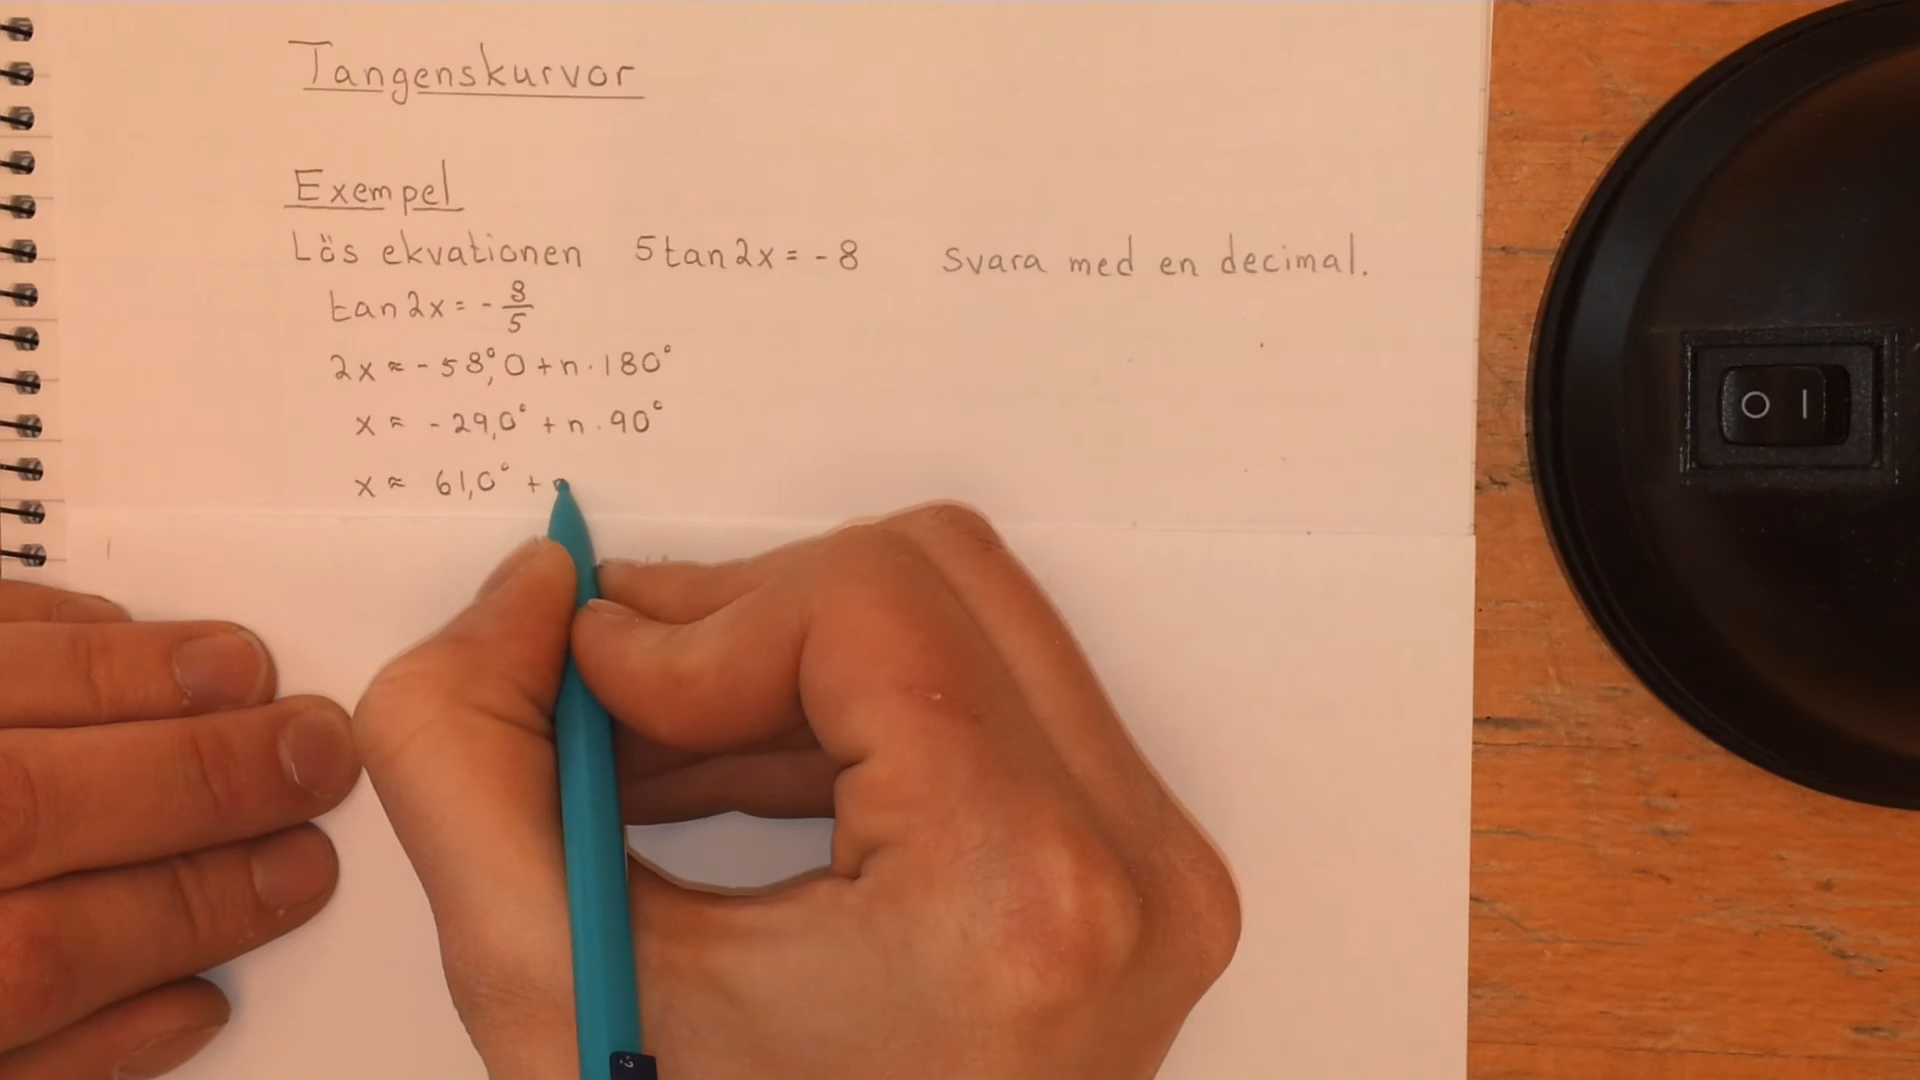 Tangenskurvor
Exempel
Lös ekvationen 5tan2x = -8 svara med en decimal.
tan2x = - 8/5
2x ≈ -58°,0 + n · 180°
x ≈ -29,0° + n · 90°
x ≈ 61,0° + n
O |